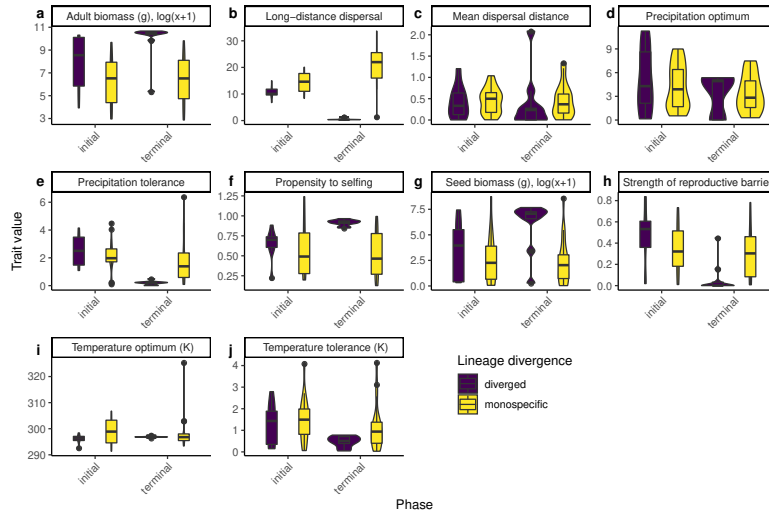 a Adult biomass (g), log(x+1)
b Long−distance dispersal
c Mean dispersal distance
d Precipitation optimum
11
9
7
5
3
30
20
10
0
2.0
1.5
1.0
0.5
0.0
9
6
3
0
initial
terminal
initial
terminal
initial
terminal
initial
terminal
e Precipitation tolerance
f Propensity to selfing
g Seed biomass (g), log(x+1)
h Strength of reproductive barrie
6
4
2
0
1.25
1.00
0.75
0.50
0.25
7.5
5.0
2.5
0.0
0.8
0.6
0.4
0.2
0.0
initial
terminal
initial
terminal
initial
terminal
initial
terminal
i Temperature optimum (K)
j Temperature tolerance (K)
320
310
300
290
4
3
2
1
0
initial
terminal
initial
terminal
Lineage divergence
diverged
monospecific
Trait value
Phase